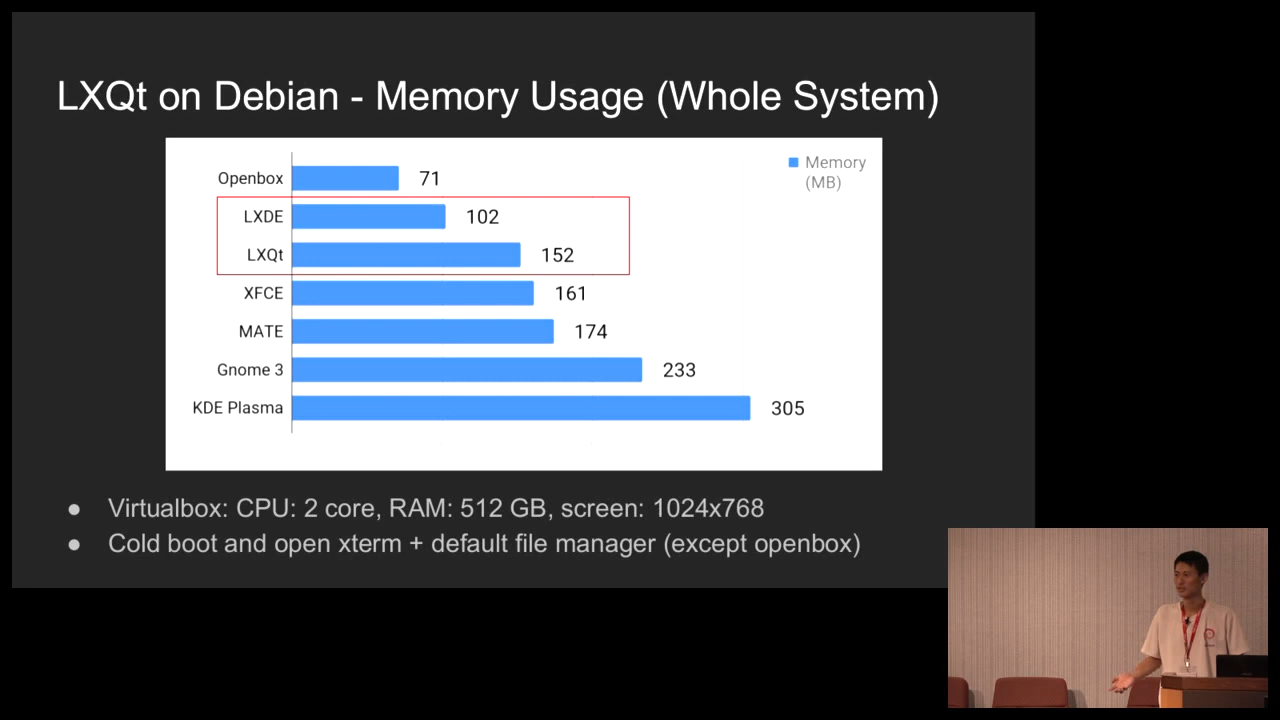 LXQt on Debian - Memory Usage (Whole System)
Memory
(MB)
Openbox 71
LXDE 102
LXQt 152
XFCE 161
MATE 174
Gnome 3 233
KDE Plasma 305
● Virtualbox: CPU: 2 core, RAM: 512 GB, screen: 1024x768
● Cold boot and open xterm + default file manager (except openbox)